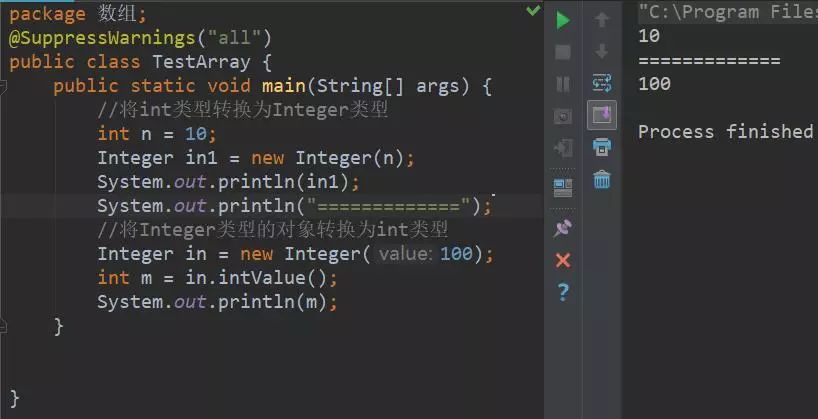 package 数组;
@SuppressWarnings("all")
public class TestArray {
public static void main(String[] args) {
//将int类型转换为Integer类型
int n = 10;
Integer in1 = new Integer(n);
System.out.println(in1);
System.out.println("=============");
//将Integer类型的对象转换为int类型
Integer in = new Integer( value: 100);
int m = in.intValue();
System.out.println(m);
}
}
"C:\Program Files
10
=============
100
Process finished